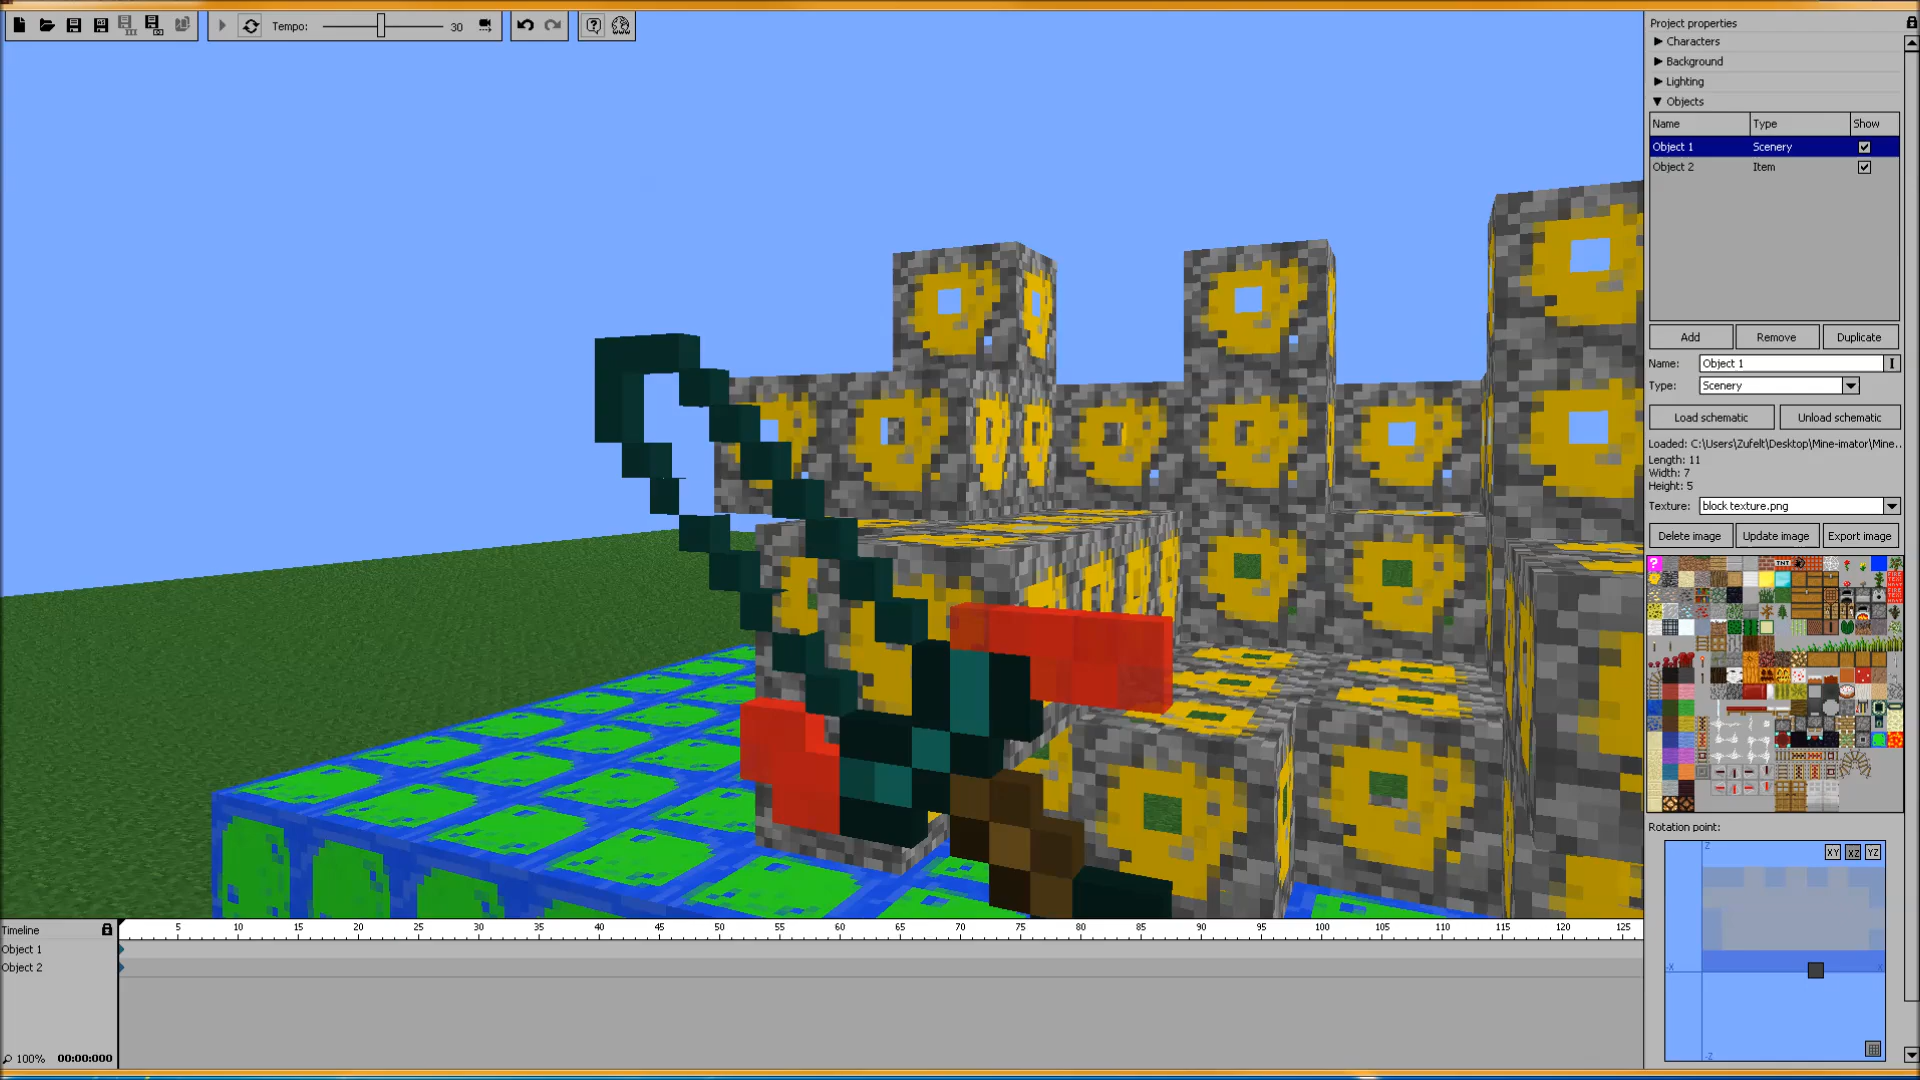 Tempo:
30
Project properties
Characters
Background
Lighting
Objects
Name Type Show
Object 1 Scenery
Object 2 Item
Add Remove Duplicate
Name: Object 1
Type: Scenery
Load schematic Unload schematic
Loaded: C:\Users\Zufelt\Desktop\Mine-imator\Mine..
Length: 11
Width: 7
Height: 5
Texture: block texture.png
Delete image Update image Export image
TNT
Rotation point:
Z
XY XZ YZ
-X X
-Z
Timeline
5 10 15 20 25 30 35 40 45 50 55 60 65 70 75 80 85 90 95 100 105 110 115 120 125
Object 1
Object 2
100% 00:00:000